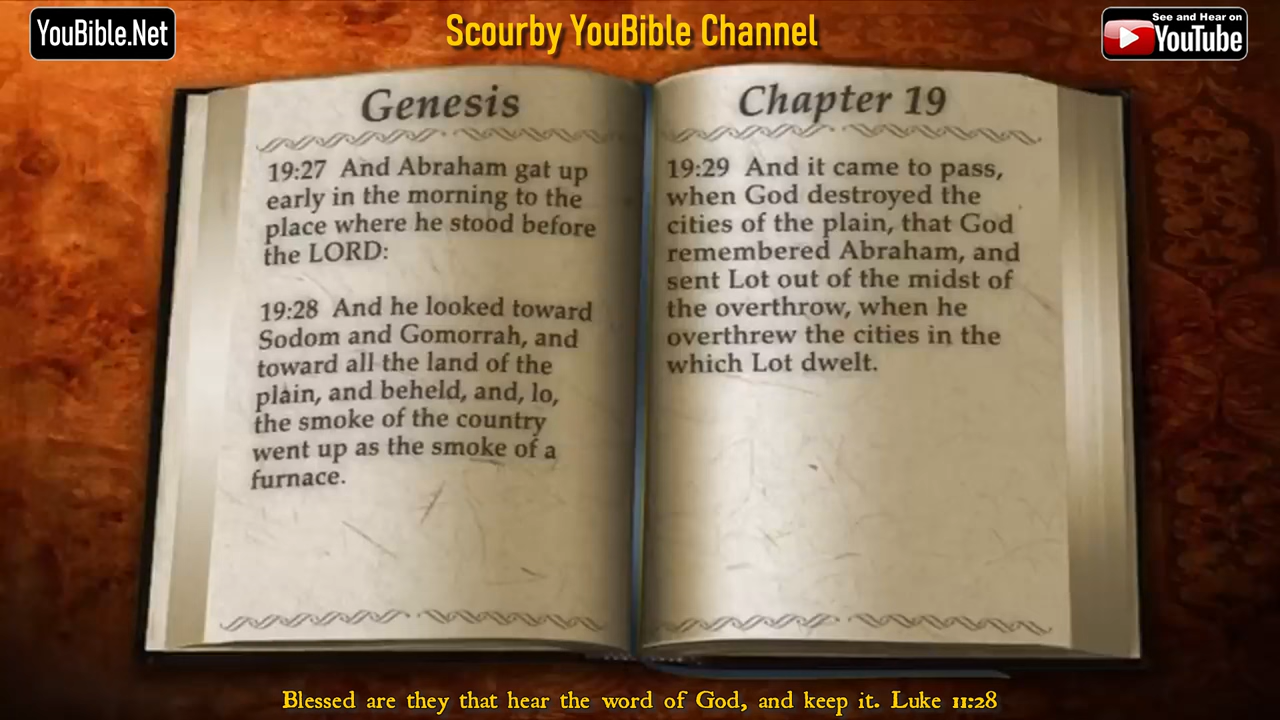 YouBible.Net
Scourby YouBible Channel
See and Hear on
YouTube
Genesis
19:27 And Abraham gat up
early in the morning to the
place where he stood before
the LORD:
19:28 And he looked toward
Sodom and Gomorrah, and
toward all the land of the
plain, and beheld, and, lo,
the smoke of the country
went up as the smoke of a
furnace.
Chapter 19
19:29 And it came to pass,
when God destroyed the
cities of the plain, that God
remembered Abraham, and
sent Lot out of the midst of
the overthrow, when he
overthrew the cities in the
which Lot dwelt.
Blessed are they that hear the word of God, and keep it. Luke 11:28